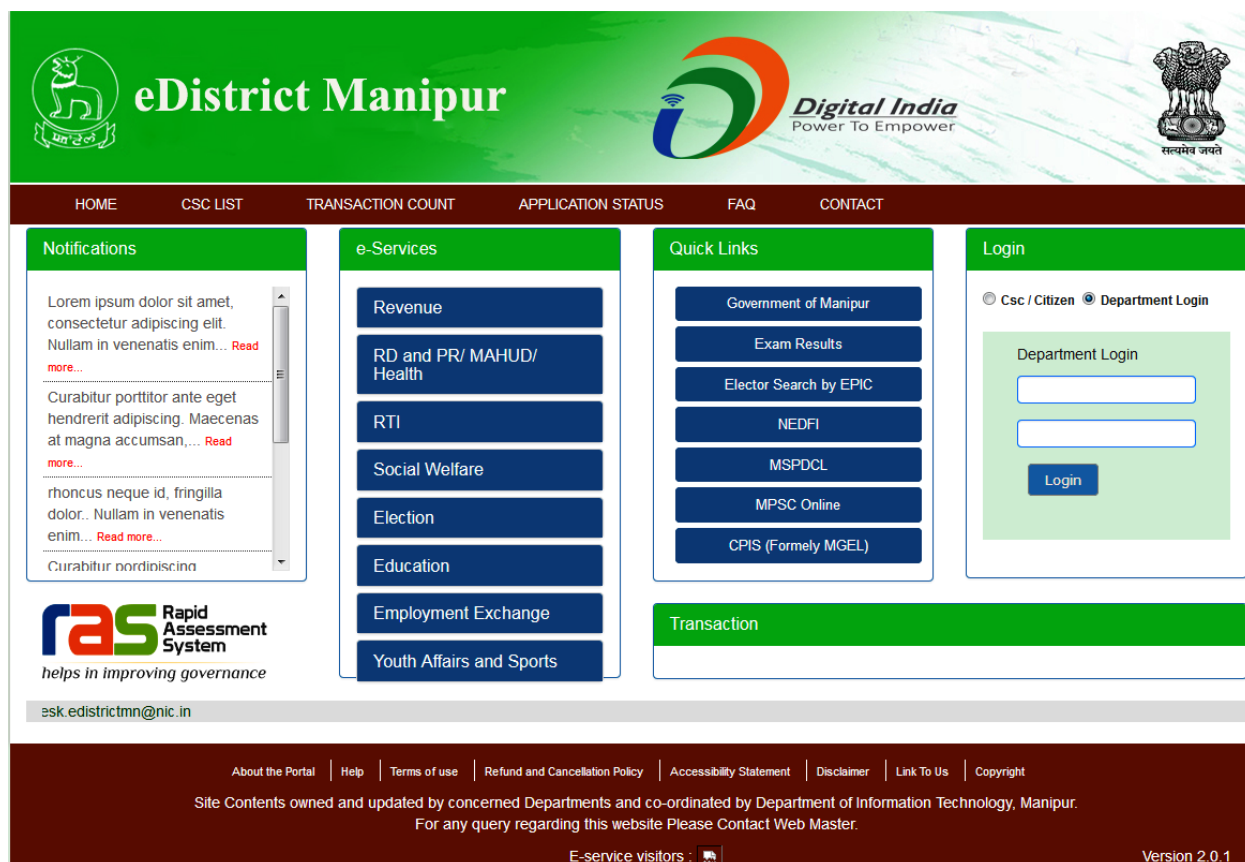 eDistrict Manipur
Digital India
Power To Empower
सत्यमेव जयते
HOME CSC LIST TRANSACTION COUNT APPLICATION STATUS FAQ CONTACT
Notifications
Lorem ipsum dolor sit amet,
consectetur adipiscing elit.
Nullam in venenatis enim... Read
more...
Curabitur porttitor ante eget
hendrerit adipiscing. Maecenas
at magna accumsan,... Read
more...
rhoncus neque id, fringilla
dolor.. Nullam in venenatis
enim... Read more...
Curabitur pordipiscing
ras Rapid
Assessment
System
helps in improving governance
e-Services
Revenue
RD and PR/ MAHUD/
Health
RTI
Social Welfare
Election
Education
Employment Exchange
Youth Affairs and Sports
Quick Links
Government of Manipur
Exam Results
Elector Search by EPIC
NEDFI
MSPDCL
MPSC Online
CPIS (Formely MGEL)
Login
Csc / Citizen Department Login
Department Login
Login
Transaction
esk.edistrictmn@nic.in
About the Portal Help Terms of use Refund and Cancellation Policy Accessibility Statement Disclaimer Link To Us Copyright
Site Contents owned and updated by concerned Departments and co-ordinated by Department of Information Technology, Manipur.
For any query regarding this website Please Contact Web Master.
E-service visitors :
Version 2.0.1